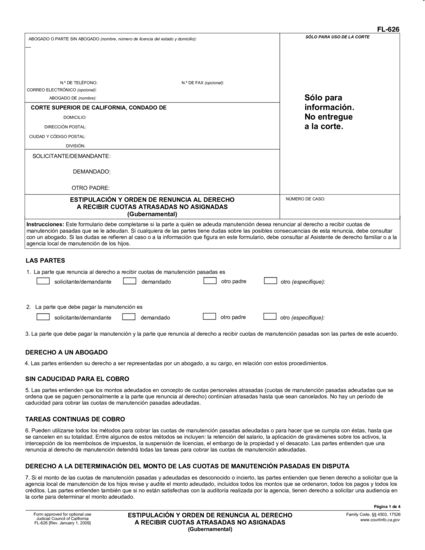 FL-626
ABOGADO O PARTE SIN ABOGADO (nombre, número de licencia del estado y domicilio):
SÓLO PARA USO DE LA CORTE
N.º DE TELÉFONO:
N.º DE FAX (opcional):
CORREO ELECTRÓNICO (opcional):
ABOGADO DE (nombre):
CORTE SUPERIOR DE CALIFORNIA, CONDADO DE
DOMICILIO:
DIRECCIÓN POSTAL:
CIUDAD Y CÓDIGO POSTAL:
DIVISIÓN:
Sólo para
información.
No entregue
a la corte.
SOLICITANTE/DEMANDANTE:
DEMANDADO:
OTRO PADRE:
ESTIPULACIÓN Y ORDEN DE RENUNCIA AL DERECHO
A RECIBIR CUOTAS ATRASADAS NO ASIGNADAS
(Gubernamental)
NÚMERO DE CASO:
Instrucciones: Este formulario debe completarse si la parte a quién se adeuda manutención desea renunciar al derecho a recibir cuotas de
manutención pasadas que se le adeudan. Si cualquiera de las partes tiene dudas sobre las posibles consecuencias de esta renuncia, debe consultar
con un abogado. Si las dudas se refieren al caso o a la información que figura en este formulario, debe consultar al Asistente de derecho familiar o a la
agencia local de manutención de los hijos.
LAS PARTES
1. La parte que renuncia al derecho a recibir cuotas de manutención pasadas es
solicitante/demandante demandado otro padre otro (especifique):
2. La parte que debe pagar la manutención es
solicitante/demandante demandado otro padre otro (especifique):
3. La parte que debe pagar la manutención y la parte que renuncia al derecho a recibir cuotas de manutención pasadas son las partes de este acuerdo.
DERECHO A UN ABOGADO
4. Las partes entienden su derecho a ser representadas por un abogado, a su cargo, en relación con estos procedimientos.
SIN CADUCIDAD PARA EL COBRO
5. Las partes entienden que los montos adeudados en concepto de cuotas personales atrasadas (cuotas de manutención pasadas adeudadas que se
ordena que se paguen personalmente a la parte que renuncia al derecho) continúan atrasadas hasta que sean cancelados. No hay un período de
caducidad para cobrar las cuotas de manutención pasadas adeudadas.
TAREAS CONTINUAS DE COBRO
6. Pueden utilizarse todos los métodos para cobrar las cuotas de manutención pasadas adeudadas o para hacer que se cumpla con éstas, hasta que
se cancelen en su totalidad. Entre algunos de estos métodos se incluyen: la retención del salario, la aplicación de gravámenes sobre los activos, la
intercepción de los reembolsos de impuestos, la suspensión de licencias, el embargo de la propiedad y el desacato. Las partes entienden que una
renuncia al derecho de manutención detendrá todas las tareas para cobrar las cuotas de manutención pasadas adeudadas.
DERECHO A LA DETERMINACIÓN DEL MONTO DE LAS CUOTAS DE MANUTENCIÓN PASADAS EN DISPUTA
7. Si el monto de las cuotas de manutención pasadas y adeudadas es desconocido o incierto, las partes entienden que tienen derecho a solicitar que la
agencia local de manutención de los hijos revise y audite el monto adeudado, incluidos todos los montos que se ordenaron, todos los pagos y todos los
créditos. Las partes entienden también que si no están satisfechas con la auditoría realizada por la agencia, tienen derecho a solicitar una audiencia en
la corte para determinar el monto adeudado.
Página 1 de 4
Form approved for optional use
Judicial Council of California
FL-626 [Rev. January 1, 2009]
ESTIPULACIÓN Y ORDEN DE RENUNCIA AL DERECHO
A RECIBIR CUOTAS ATRASADAS NO ASIGNADAS
(Gubernamental)
Family Code, §§ 4503, 17526
www.courtinfo.ca.gov